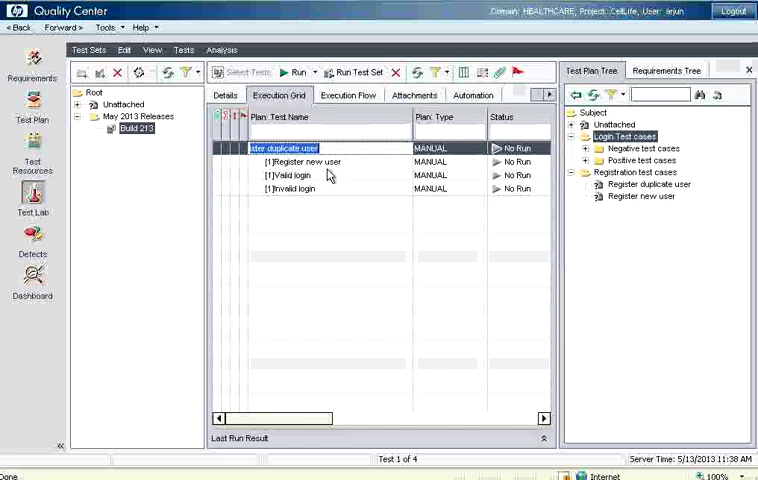 Quality Center
Domain: HEALTHCARE, Project: CellLife, User: arjun
Logout
< Back
Forward >
Tools
Help
Test Sets
Edit
View
Tests
Analysis
Requirements
Test Plan
Test Resources
Test Lab
Defects
Dashboard
Root
Unattached
May 2013 Releases
Build 213
Select Tests
Run
Run Test Set
Details
Execution Grid
Execution Flow
Attachments
Automation
Plan: Test Name
Plan: Type
Status
ster duplicate user
MANUAL
No Run
[1]Register new user
MANUAL
No Run
[1]Valid login
MANUAL
No Run
[1]Invalid login
MANUAL
No Run
Last Run Result
Test Plan Tree
Requirements Tree
Subject
Unattached
Login Test cases
Negative test cases
Positive test cases
Registration test cases
Register duplicate user
Register new user
Test 1 of 4
Server Time: 5/13/2013 11:38 AM
Done
Internet
100%